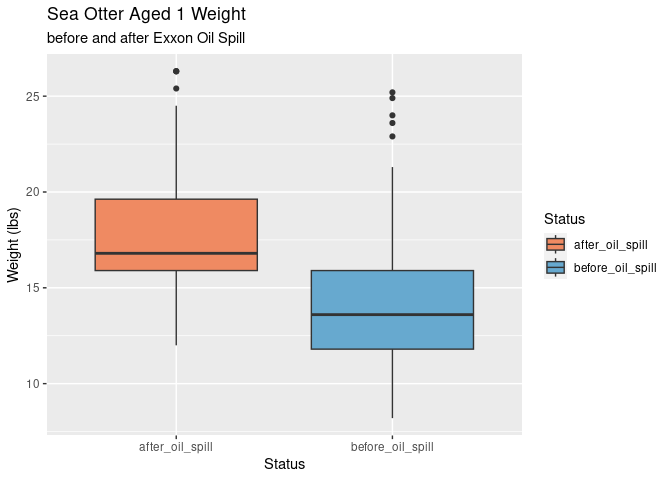 Sea Otter Aged 1 Weight
before and after Exxon Oil Spill
25
20
15
10
Weight (lbs)
after_oil_spill
before_oil_spill
Status
Status
after_oil_spill
before_oil_spill